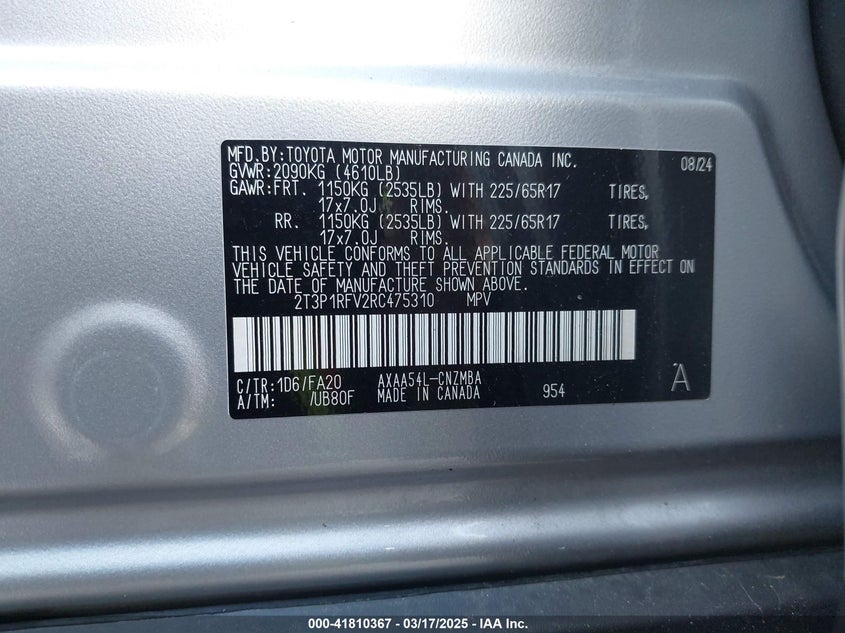 MFD.BY:TOYOTA MOTOR MANUFACTURING CANADA INC. 08/24
GVWR:2090KG (4610LB)
GAWR:FRT. 1150KG (2535LB) WITH 225/65R17 TIRES,
17x7.0J RIMS.
RR. 1150KG (2535LB) WITH 225/65R17 TIRES,
17x7.0J RIMS.
THIS VEHICLE CONFORMS TO ALL APPLICABLE FEDERAL MOTOR
VEHICLE SAFETY AND THEFT PREVENTION STANDARDS IN EFFECT ON
THE DATE OF MANUFACTURE SHOWN ABOVE.
2T3P1RFV2RC475310 MPV
C/TR:1D6/FA20 AXAA54L-CNZMBA
A/TM: /UB80F MADE IN CANADA 954 A
000-41810367 - 03/17/2025 - IAA Inc.